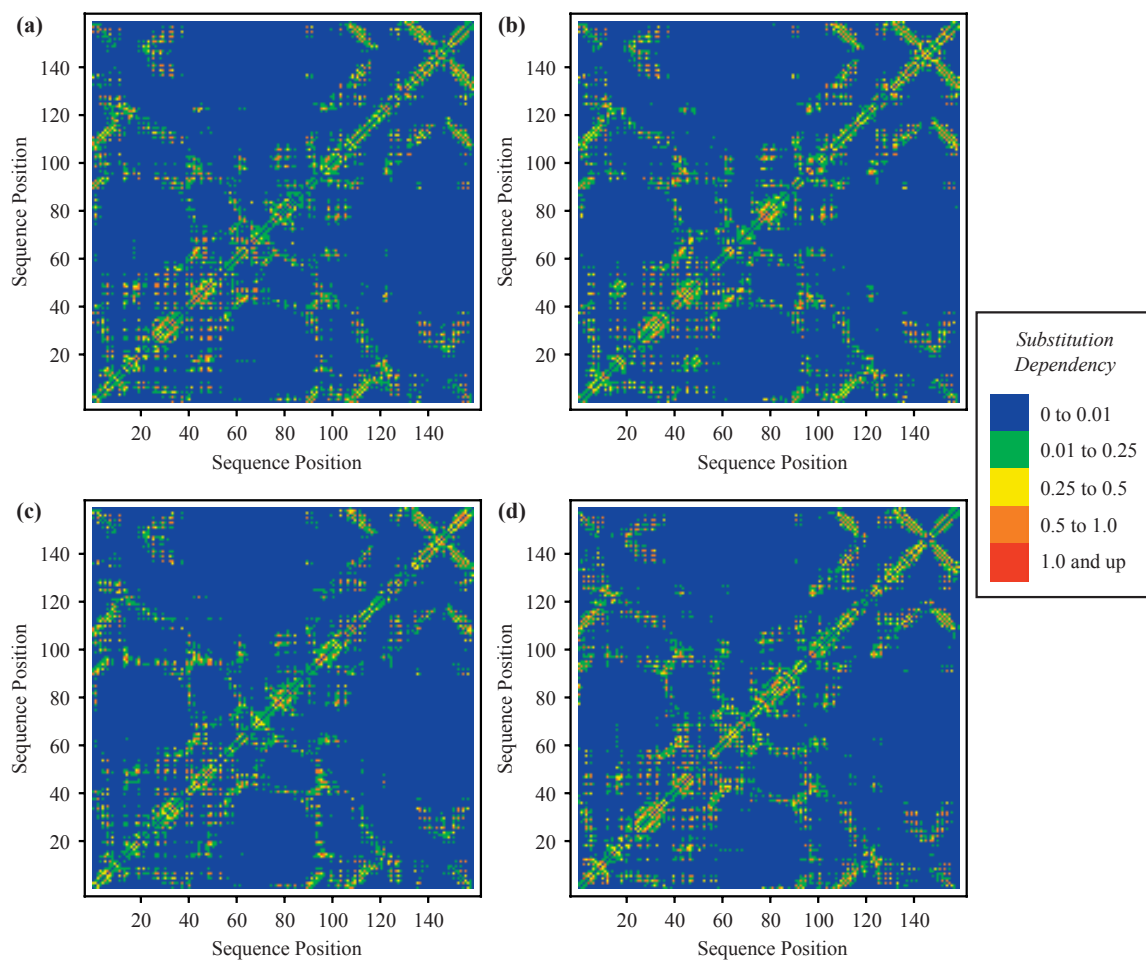 (a)
140
120
100
80
60
40
20
Sequence Position
20 40 60 80 100 120 140
Sequence Position
(b)
140
120
100
80
60
40
20
Sequence Position
20 40 60 80 100 120 140
Sequence Position
(c)
140
120
100
80
60
40
20
Sequence Position
20 40 60 80 100 120 140
Sequence Position
(d)
140
120
100
80
60
40
20
Sequence Position
20 40 60 80 100 120 140
Sequence Position
Substitution
Dependency
0 to 0.01
0.01 to 0.25
0.25 to 0.5
0.5 to 1.0
1.0 and up